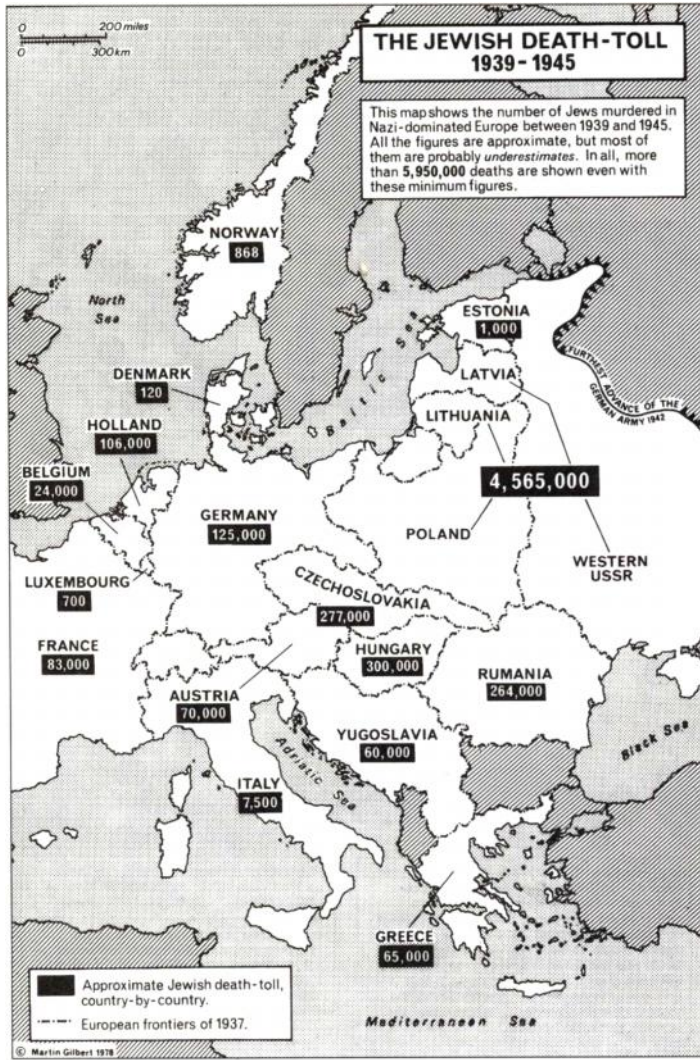 0 200 miles
0 300km
THE JEWISH DEATH-TOLL
1939-1945
This map shows the number of Jews murdered in
Nazi-dominated Europe between 1939 and 1945.
All the figures are approximate, but most of
them are probably underestimates. In all, more
than 5,950,000 deaths are shown even with
these minimum figures.
NORWAY
868
North
Sea
ESTONIA
1,000
FURTHEST ADVANCE OF THE
GERMAN ARMY 1942
Baltic Sea
DENMARK
120
LATVIA
LITHUANIA
HOLLAND
106,000
BELGIUM
24,000
4,565,000
GERMANY
125,000
POLAND
WESTERN
USSR
LUXEMBOURG
700
CZECHOSLOVAKIA
277,000
FRANCE
83,000
HUNGARY
300,000
RUMANIA
264,000
AUSTRIA
70,000
YUGOSLAVIA
60,000
Black Sea
Adriatic Sea
ITALY
7,500
GREECE
65,000
Approximate Jewish death-toll,
country-by-country.
European frontiers of 1937.
Mediterranean Sea
© Martin Gilbert 1978